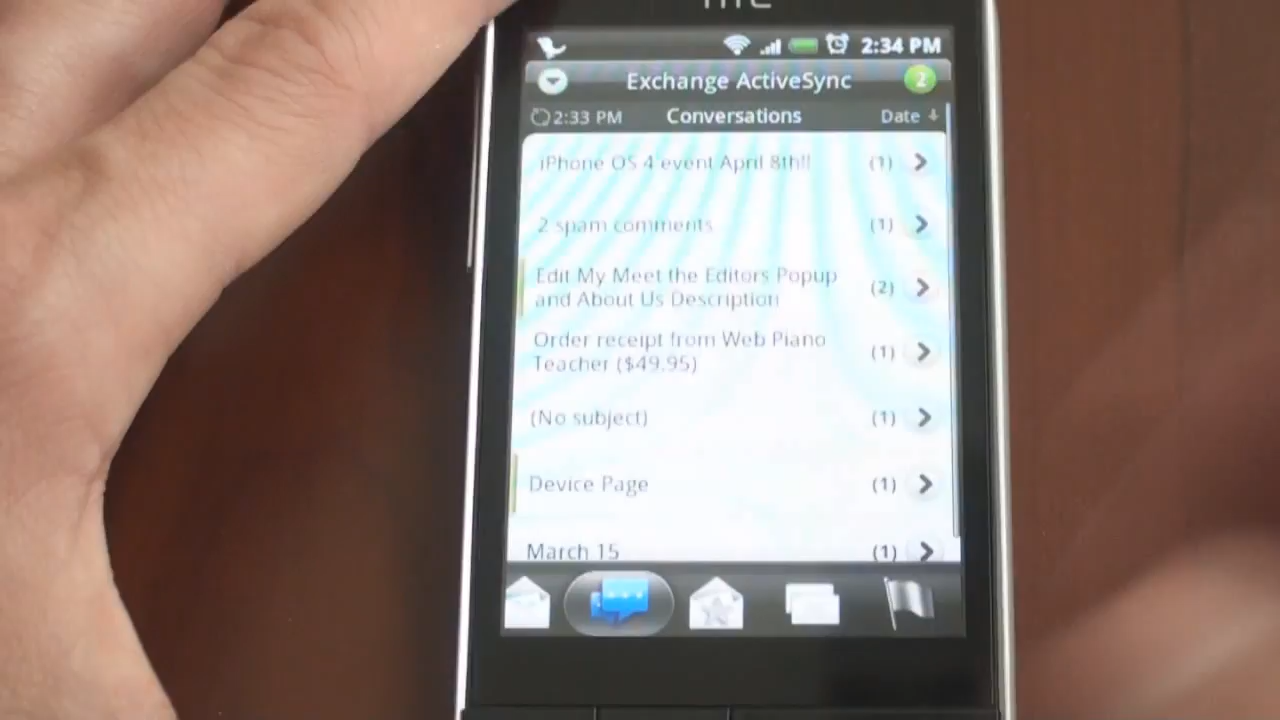 hTC
2:34 PM
Exchange ActiveSync
2
2:33 PM
Conversations
Date
iPhone OS 4 event April 8th!!
(1)
2 spam comments
(1)
Edit My Meet the Editors Popup
and About Us Description
(2)
Order receipt from Web Piano
Teacher ($49.95)
(1)
(No subject)
(1)
Device Page
(1)
March 15
(1)